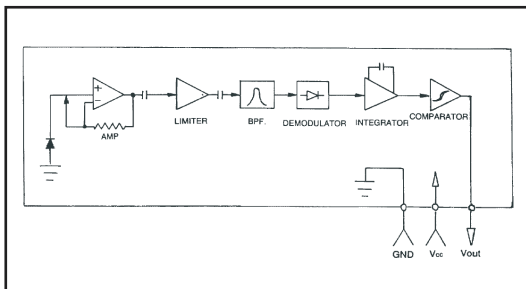 AMP
LIMITER
BPF.
DEMODULATOR
INTEGRATOR
COMPARATOR
GND
Vcc
Vout